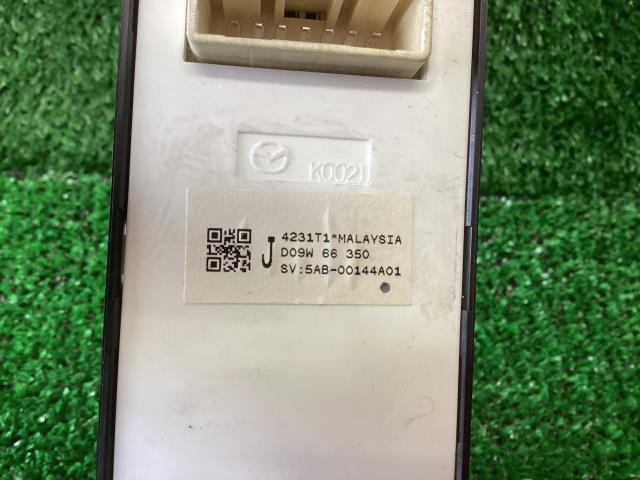 K0021
J
4231T1*MALAYSIA
D09W 66 350
SV:5AB-00144A01